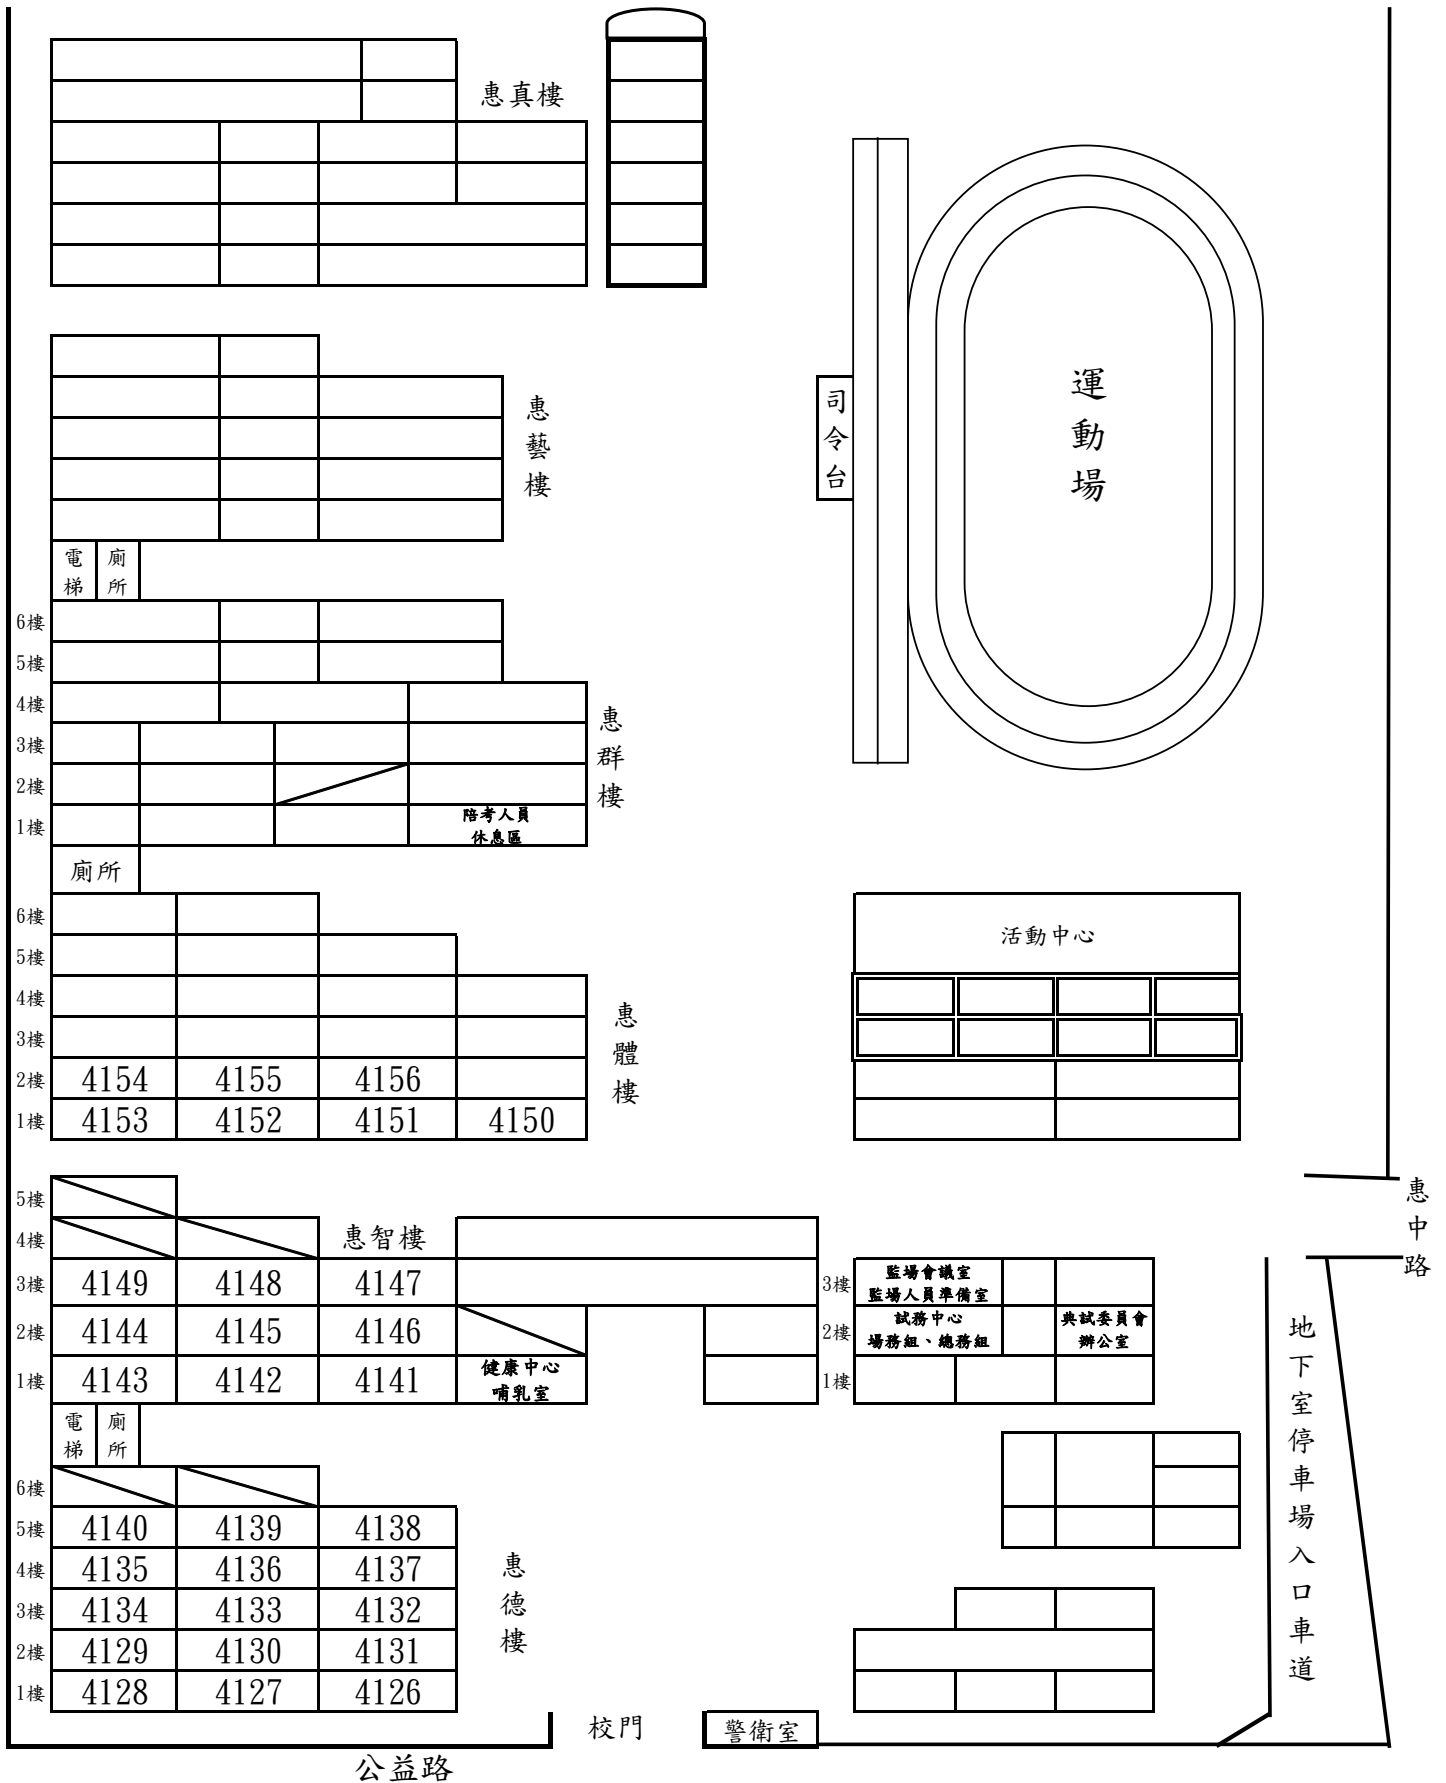 惠真樓
惠藝樓
司令台
運動場
電梯
廁所
6樓
5樓
4樓
3樓
2樓
1樓
惠群樓
陪考人員
休息區
廁所
6樓
5樓
4樓
3樓
2樓 4154 4155 4156
1樓 4153 4152 4151 4150
惠體樓
活動中心
惠中路
5樓
4樓 惠智樓
3樓 4149 4148 4147
2樓 4144 4145 4146
1樓 4143 4142 4141
健康中心
哺乳室
3樓
監場會議室
監場人員準備室
2樓
試務中心
場務組、總務組
典試委員會
辦公室
1樓
地下室停車場入口車道
電梯
廁所
6樓
5樓 4140 4139 4138
4樓 4135 4136 4137
3樓 4134 4133 4132
2樓 4129 4130 4131
1樓 4128 4127 4126
惠德樓
校門
警衛室
公益路